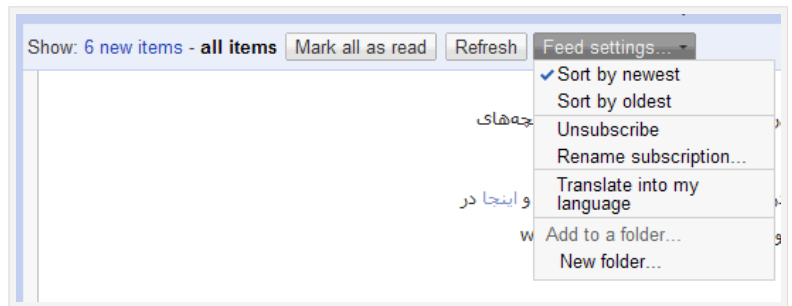 Show: 6 new items - all items Mark all as read Refresh Feed settings...
Sort by newest
Sort by oldest
چه‌های
Unsubscribe
Rename subscription...
Translate into my
language
و اینجا در
Add to a folder...
w
New folder...